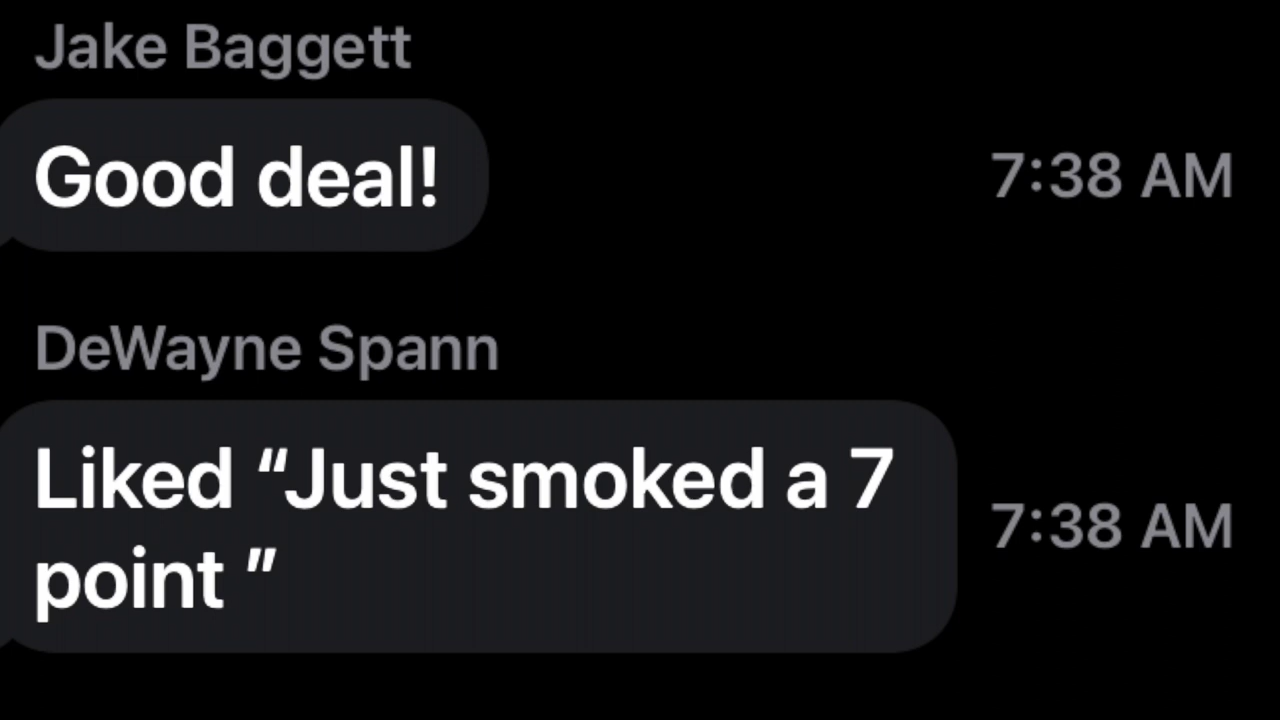 Jake Baggett
Good deal!
7:38 AM
DeWayne Spann
Liked “Just smoked a 7
point ”
7:38 AM